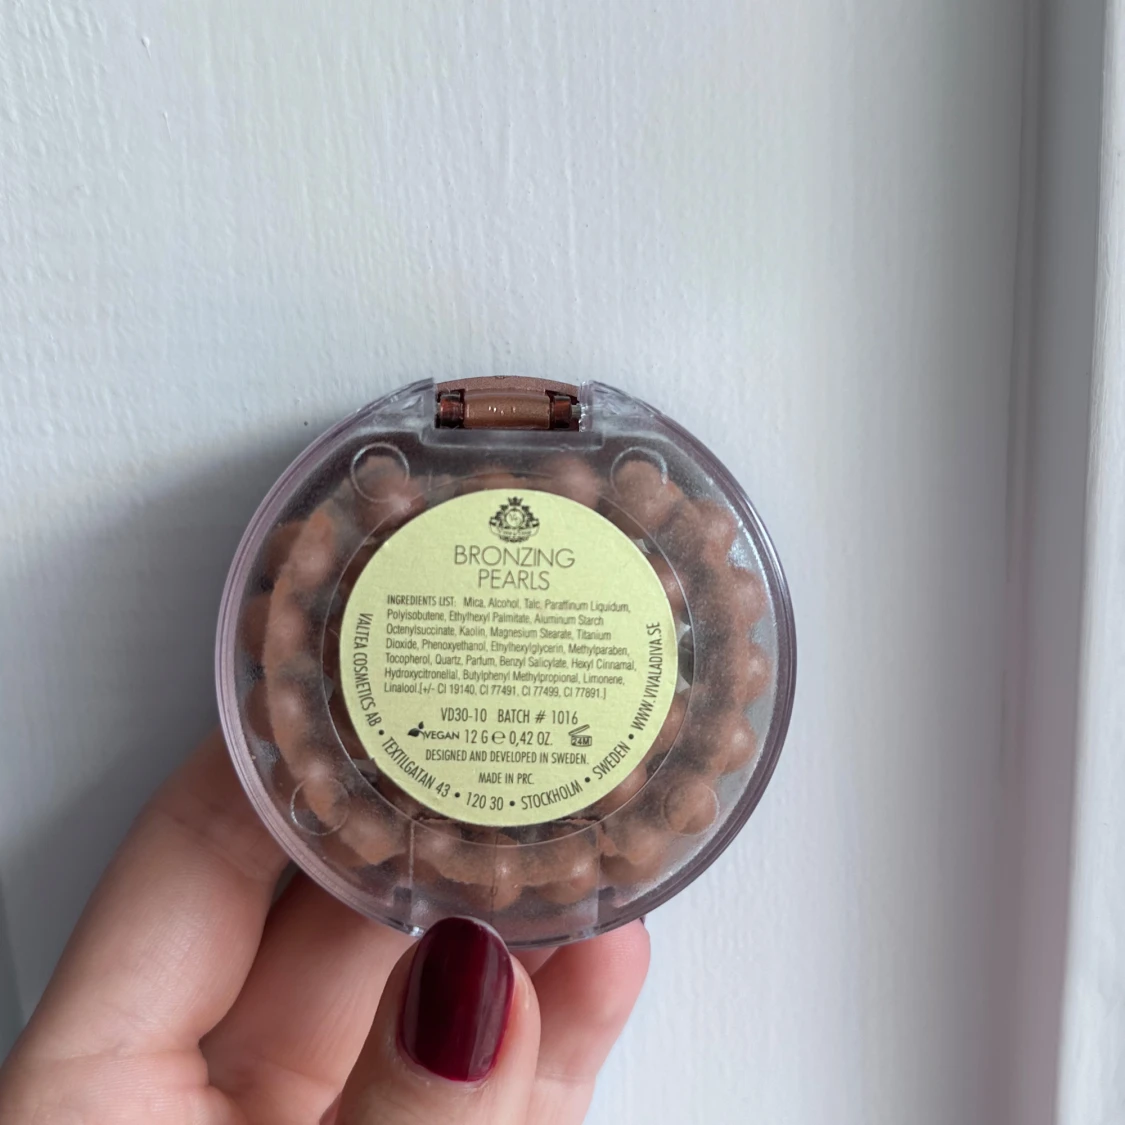 BRONZING
PEARLS
INGREDIENTS LIST: Mica, Alcohol, Talc, Paraffinum Liquidum,
Polyisobutene, Ethylhexyl Palmitate, Aluminum Starch
Octenylsuccinate, Kaolin, Magnesium Stearate, Titanium
Dioxide, Phenoxyethanol, Ethylhexylglycerin, Methylparaben,
Tocopherol, Quartz, Parfum, Benzyl Salicylate, Hexyl Cinnamal,
Hydroxycitronellal, Butylphenyl Methylpropional, Limonene,
Linalool.[+/- CI 19140, CI 77491, CI 77499, CI 77891.]
VD30-10 BATCH # 1016
VEGAN 12 G ℮ 0,42 OZ. 24M
DESIGNED AND DEVELOPED IN SWEDEN.
MADE IN PRC.
VALTEA COSMETICS AB • TEXTILGATAN 43 • 120 30 • STOCKHOLM • SWEDEN • WWW.VIVALADIVA.SE